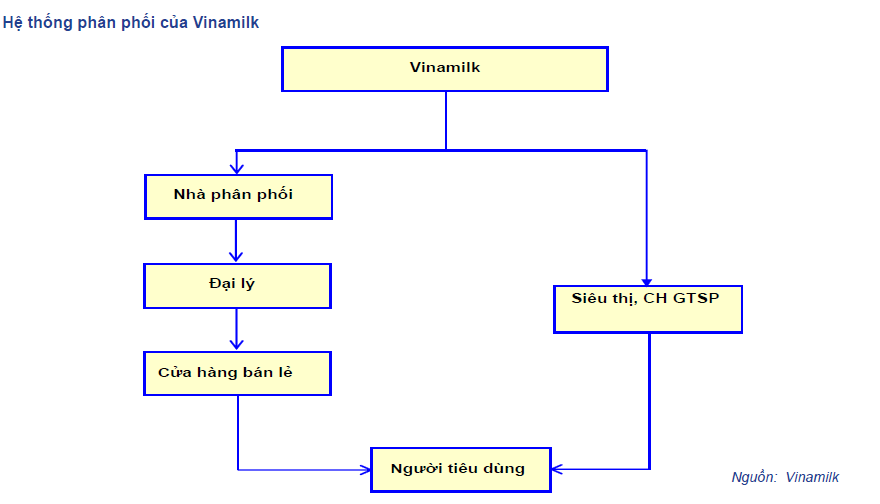 Hệ thống phân phối của Vinamilk
Vinamilk
Nhà phân phối
Đại lý
Siêu thị, CH GTSP
Cửa hàng bán lẻ
Người tiêu dùng
Nguồn: Vinamilk